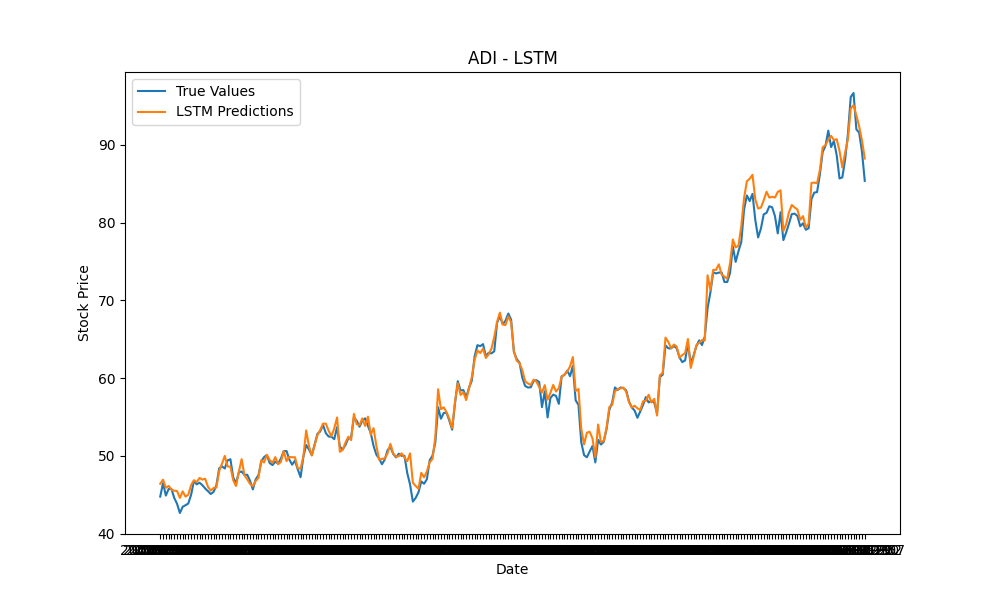 ADI - LSTM
True Values
LSTM Predictions
Stock Price
90
80
70
60
50
40
Date